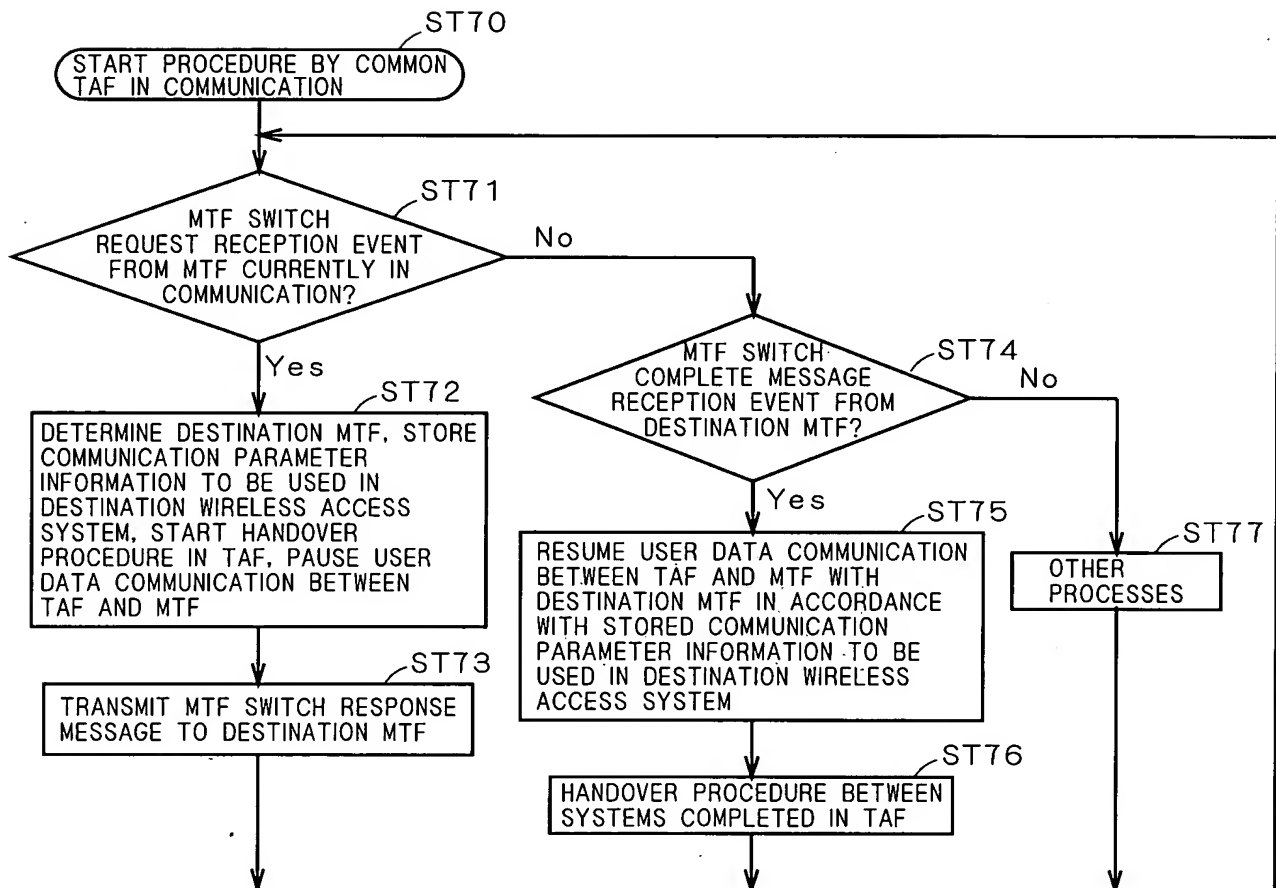 ST70
START PROCEDURE BY COMMON
TAF IN COMMUNICATION
ST71
MTF SWITCH
REQUEST RECEPTION EVENT
FROM MTF CURRENTLY IN
COMMUNICATION?
No
Yes
ST72
DETERMINE DESTINATION MTF, STORE
COMMUNICATION PARAMETER
INFORMATION TO BE USED IN
DESTINATION WIRELESS ACCESS
SYSTEM, START HANDOVER
PROCEDURE IN TAF, PAUSE USER
DATA COMMUNICATION BETWEEN
TAF AND MTF
ST73
TRANSMIT MTF SWITCH RESPONSE
MESSAGE TO DESTINATION MTF
ST74
MTF SWITCH
COMPLETE MESSAGE
RECEPTION EVENT FROM
DESTINATION MTF?
No
Yes
ST75
RESUME USER DATA COMMUNICATION
BETWEEN TAF AND MTF WITH
DESTINATION MTF IN ACCORDANCE
WITH STORED COMMUNICATION
PARAMETER INFORMATION TO BE
USED IN DESTINATION WIRELESS
ACCESS SYSTEM
ST76
HANDOVER PROCEDURE BETWEEN
SYSTEMS COMPLETED IN TAF
ST77
OTHER
PROCESSES